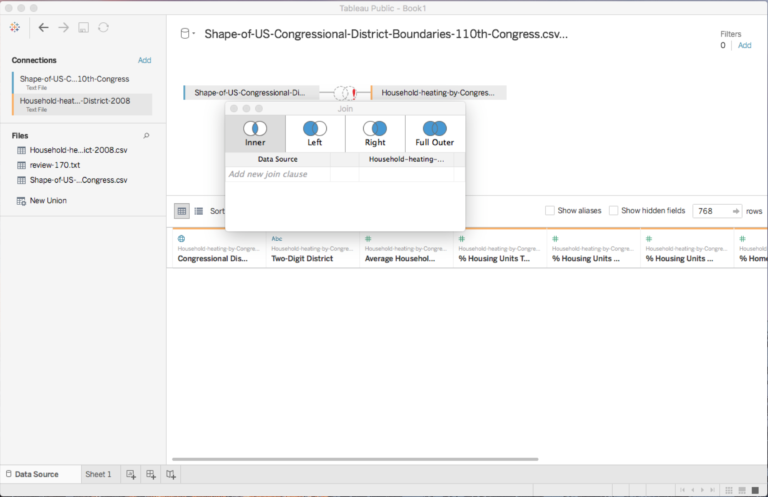 Tableau Public - Book1
Connections Add
Shape-of-US-C...10th-Congress
Text File
Household-heat...-District-2008
Text File
Files
Household-he...ict-2008.csv
review-170.txt
Shape-of-US-...Congress.csv
New Union
Shape-of-US-Congressional-District-Boundaries-110th-Congress.csv...
Filters
0 Add
Shape-of-US-Congressional-Di... Household-heating-by-Congres...
Join
Inner Left Right Full Outer
Data Source Household-heating-...
Add new join clause
Sort
Show aliases Show hidden fields 768 rows
Abc
Household-heating-by-Congre... Household-heating-by-Congre... Household-heating-by-Congre... Household-heating-by-Congre... Household-heating-by-Congre... Household-heating-by-Congre... Household-
Congressional Dis... Two-Digit District Average Househol... % Housing Units T... % Housing Units ... % Housing Units ... % Home
Data Source Sheet 1